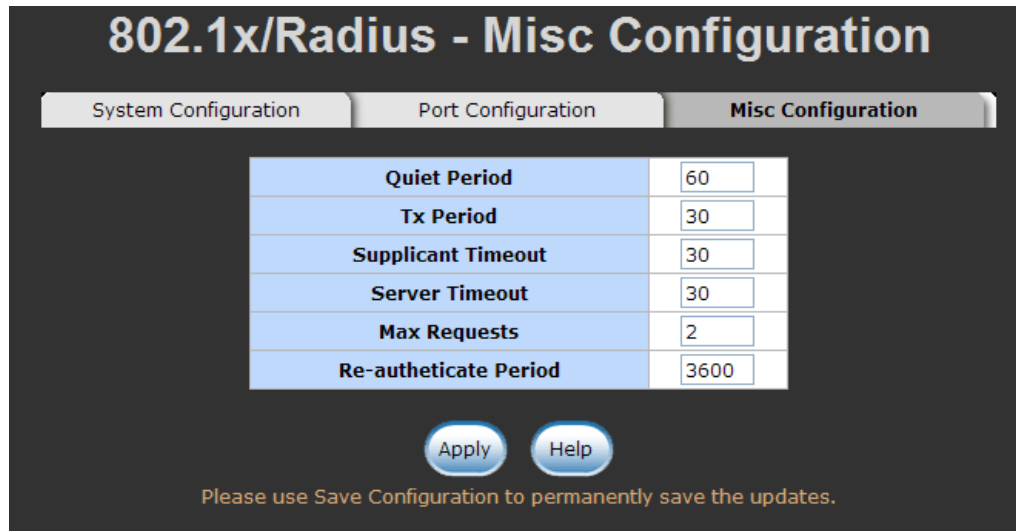 802.1x/Radius - Misc Configuration
System Configuration Port Configuration Misc Configuration
Quiet Period 60
Tx Period 30
Supplicant Timeout 30
Server Timeout 30
Max Requests 2
Re-autheticate Period 3600
Apply Help
Please use Save Configuration to permanently save the updates.